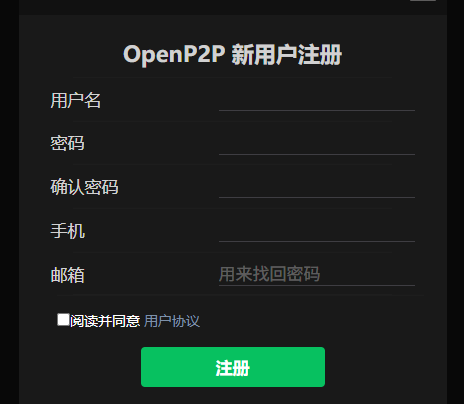 OpenP2P 新用户注册
用户名
密码
确认密码
手机
邮箱 用来找回密码
阅读并同意 用户协议
注册